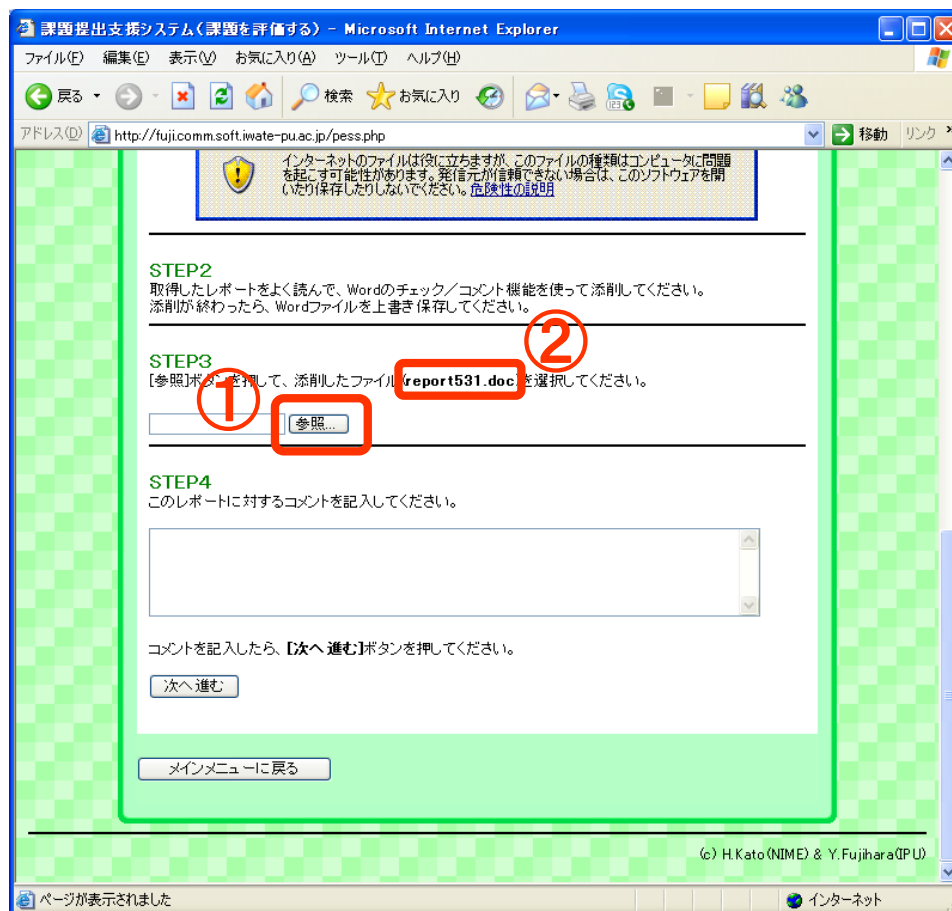 課題提出支援システム(課題を評価する) - Microsoft Internet Explorer
ファイル(F) 編集(E) 表示(V) お気に入り(A) ツール(T) ヘルプ(H)
戻る 検索 お気に入り
アドレス(D) http://fuji.comm.soft.iwate-pu.ac.jp/pess.php 移動 リンク »
インターネットのファイルは役に立ちますが、このファイルの種類はコンピュータに問題
を起こす可能性があります。発信元が信頼できない場合は、このソフトウェアを開
いたり保存したりしないでください。危険性の説明
STEP2
取得したレポートをよく読んで、Wordのチェック/コメント機能を使って添削してください。
添削が終わったら、Wordファイルを上書き保存してください。
②
STEP3
[参照]ボタンを押して、添削したファイル(report531.doc)を選択してください。
①
参照...
STEP4
このレポートに対するコメントを記入してください。
コメントを記入したら、[次へ進む]ボタンを押してください。
次へ進む
メインメニューに戻る
(c) H.Kato(NIME) & Y.Fujihara(IPU)
ページが表示されました インターネット